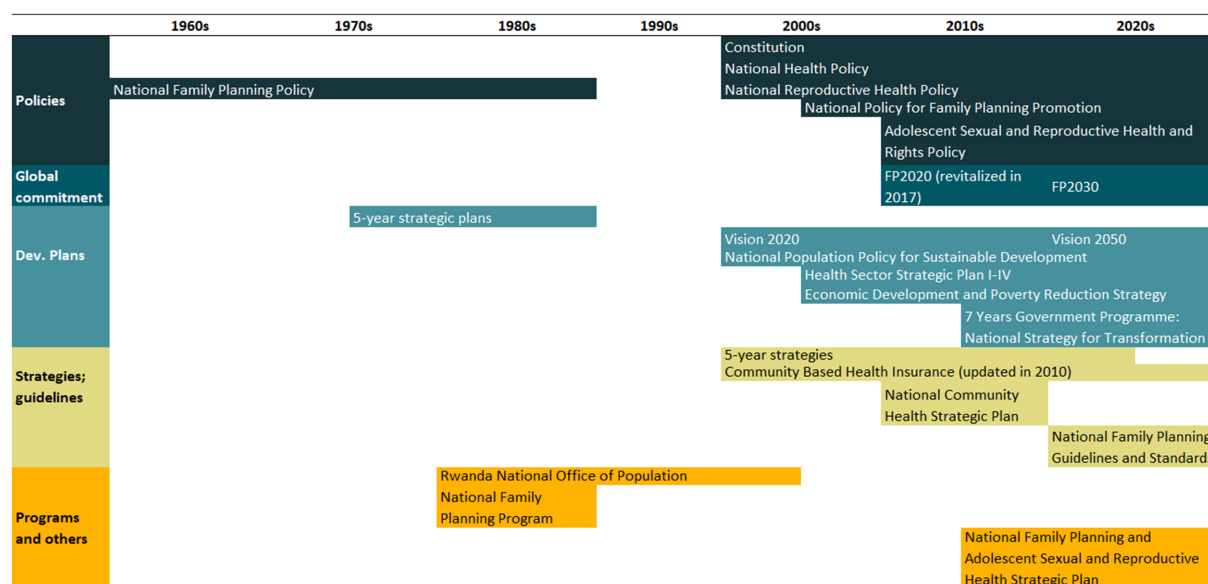 1960s 1970s 1980s 1990s 2000s 2010s 2020s
Policies
Constitution
National Health Policy
National Family Planning Policy
National Reproductive Health Policy
National Policy for Family Planning Promotion
Adolescent Sexual and Reproductive Health and
Rights Policy
Global
commitment
FP2020 (revitalized in
2017)
FP2030
Dev. Plans
5-year strategic plans
Vision 2020
Vision 2050
National Population Policy for Sustainable Development
Health Sector Strategic Plan I-IV
Economic Development and Poverty Reduction Strategy
7 Years Government Programme:
National Strategy for Transformation
Strategies;
guidelines
5-year strategies
Community Based Health Insurance (updated in 2010)
National Community
Health Strategic Plan
National Family Planning
Guidelines and Standards
Programs
and others
Rwanda National Office of Population
National Family
Planning Program
National Family Planning and
Adolescent Sexual and Reproductive
Health Strategic Plan